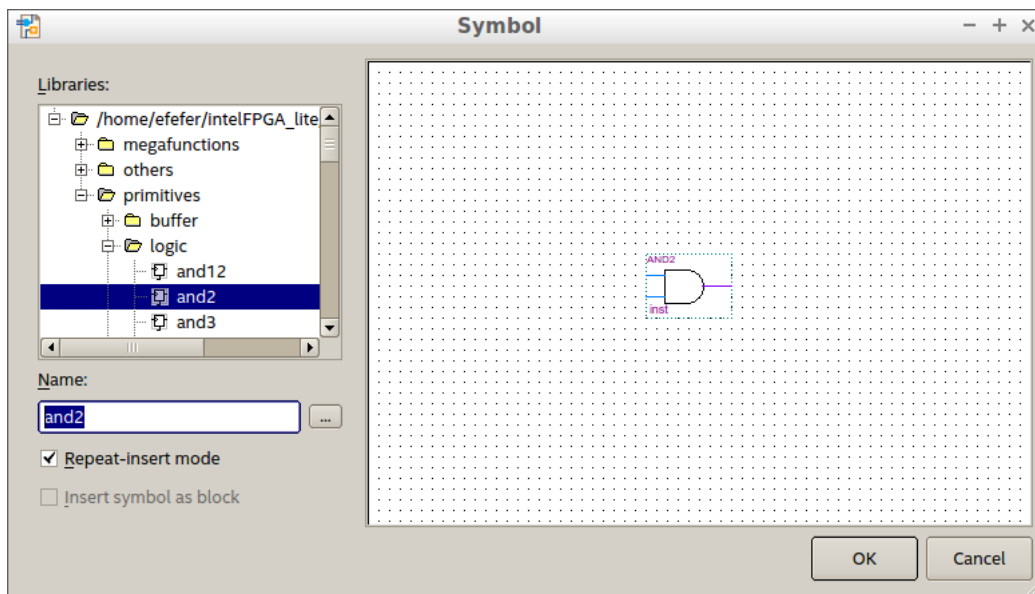 Symbol
Libraries:
/home/efefer/intelFPGA_lite
megafunctions
others
primitives
buffer
logic
and12
and2
and3
Name:
and2
...
Repeat-insert mode
Insert symbol as block
AND2
inst
OK
Cancel